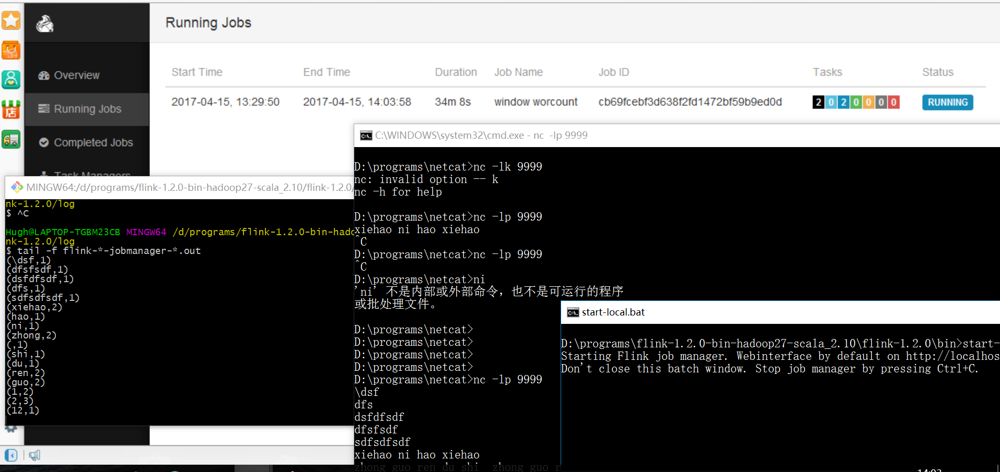 Running Jobs
Overview
Running Jobs
Completed Jobs
Task Managers
Start Time End Time Duration Job Name Job ID Tasks Status
2017-04-15, 13:29:50 2017-04-15, 14:03:58 34m 8s window worcount cb69fcebf3d638f2fd1472bf59b9ed0d 2 0 2 0 0 0 0 RUNNING
店
MINGW64:/d/programs/flink-1.2.0-bin-hadoop27-scala_2.10/flink-1.2.0/
nk-1.2.0/log
$ ^C
Hugh@LAPTOP-TGBM23CB MINGW64 /d/programs/flink-1.2.0-bin-hado
nk-1.2.0/log
$ tail -f flink-*-jobmanager-*.out
(\dsf,1)
(dfsfsdf,1)
(dsfdfsdf,1)
(dfs,1)
(sdfsdfsdf,1)
(xiehao,2)
(hao,1)
(ni,1)
(zhong,2)
(,1)
(shi,1)
(du,1)
(ren,2)
(guo,2)
(1,2)
(2,3)
(12,1)
C:\WINDOWS\system32\cmd.exe - nc  -lp 9999
D:\programs\netcat>nc -lk 9999
nc: invalid option -- k
nc -h for help
D:\programs\netcat>nc -lp 9999
xiehao ni hao xiehao
^C
D:\programs\netcat>nc -lp 9999
^C
D:\programs\netcat>ni
'ni' 不是内部或外部命令，也不是可运行的程序
或批处理文件。
D:\programs\netcat>
D:\programs\netcat>
D:\programs\netcat>
D:\programs\netcat>
D:\programs\netcat>nc -lp 9999
\dsf
dfs
dsfdfsdf
dfsfsdf
sdfsdfsdf
xiehao ni hao xiehao
zhong guo ren du shi  zhong guo r
start-local.bat
D:\programs\flink-1.2.0-bin-hadoop27-scala_2.10\flink-1.2.0\bin>start-
Starting Flink job manager. Webinterface by default on http://localhos
Don't close this batch window. Stop job manager by pressing Ctrl+C.